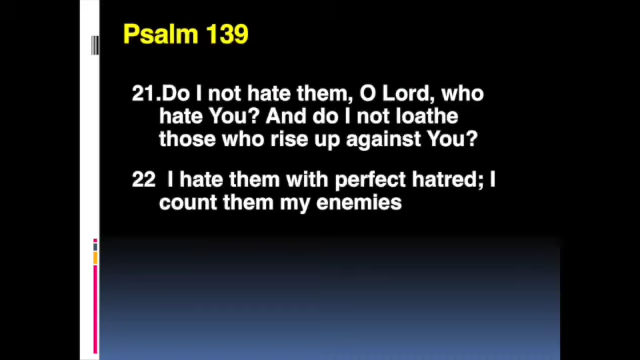 Psalm 139
21.Do I not hate them, O Lord, who
hate You? And do I not loathe
those who rise up against You?
22  I hate them with perfect hatred; I
count them my enemies